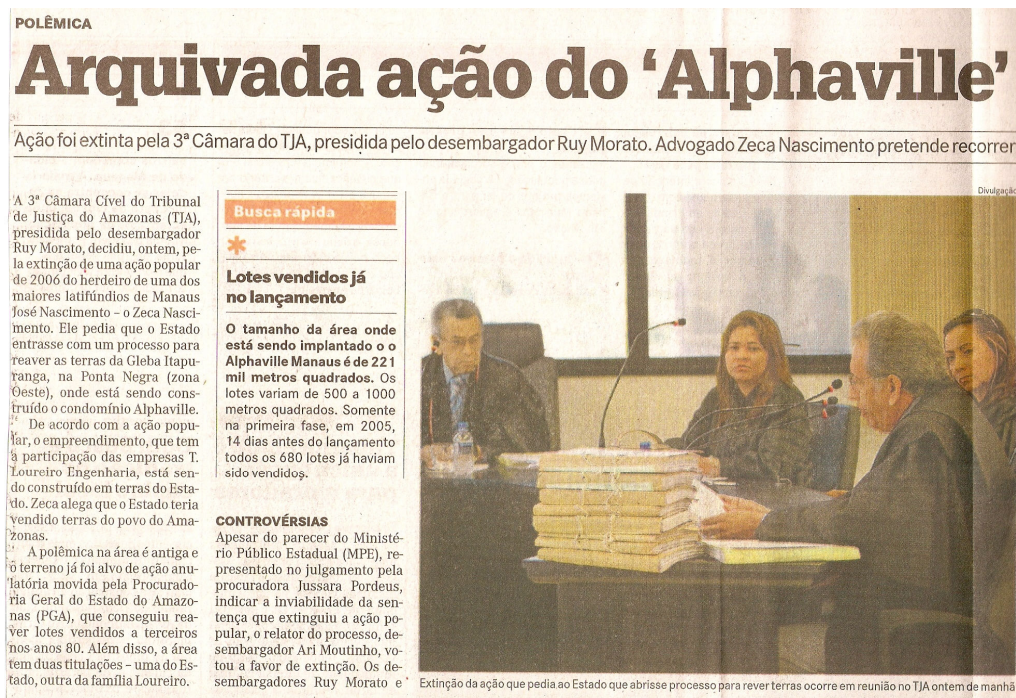 POLÊMICA
Arquivada ação do ‘Alphaville’
Ação foi extinta pela 3ª Câmara do TJA, presidida pelo desembargador Ruy Morato. Advogado Zeca Nascimento pretende recorrer
A 3ª Câmara Cível do Tribunal
de Justiça do Amazonas (TJA),
presidida pelo desembargador
Ruy Morato, decidiu, ontem, pe-
la extinção de uma ação popular
de 2006 do herdeiro de uma dos
maiores latifúndios de Manaus
José Nascimento – o Zeca Nasci-
mento. Ele pedia que o Estado
entrasse com um processo para
reaver as terras da Gleba Itapu-
ranga, na Ponta Negra (zona
Oeste), onde está sendo cons-
truído o condomínio Alphaville.
De acordo com a ação popu-
lar, o empreendimento, que tem
a participação das empresas T.
Loureiro Engenharia, está sen-
do construído em terras do Esta-
do. Zeca alega que o Estado teria
vendido terras do povo do Ama-
zonas.
A polêmica na área é antiga e
o terreno já foi alvo de ação anu-
latória movida pela Procurado-
ria Geral do Estado do Amazo-
nas (PGA), que conseguiu rea-
ver lotes vendidos a terceiros
nos anos 80. Além disso, a área
tem duas titulações – uma do Es-
tado, outra da família Loureiro.
Busca rápida
*
Lotes vendidos já
no lançamento
O tamanho da área onde
está sendo implantado o o
Alphaville Manaus é de 221
mil metros quadrados. Os
lotes variam de 500 a 1000
metros quadrados. Somente
na primeira fase, em 2005,
14 dias antes do lançamento
todos os 680 lotes já haviam
sido vendidos.
CONTROVÉRSIAS
Apesar do parecer do Ministé-
rio Público Estadual (MPE), re-
presentado no julgamento pela
procuradora Jussara Pordeus,
indicar a inviabilidade da sen-
tença que extinguiu a ação po-
pular, o relator do processo, de-
sembargador Ari Moutinho, vo-
tou a favor de extinção. Os de-
sembargadores Ruy Morato e
Divulgação
Extinção da ação que pedia ao Estado que abrisse processo para rever terras ocorre em reunião no TJA ontem de manhã